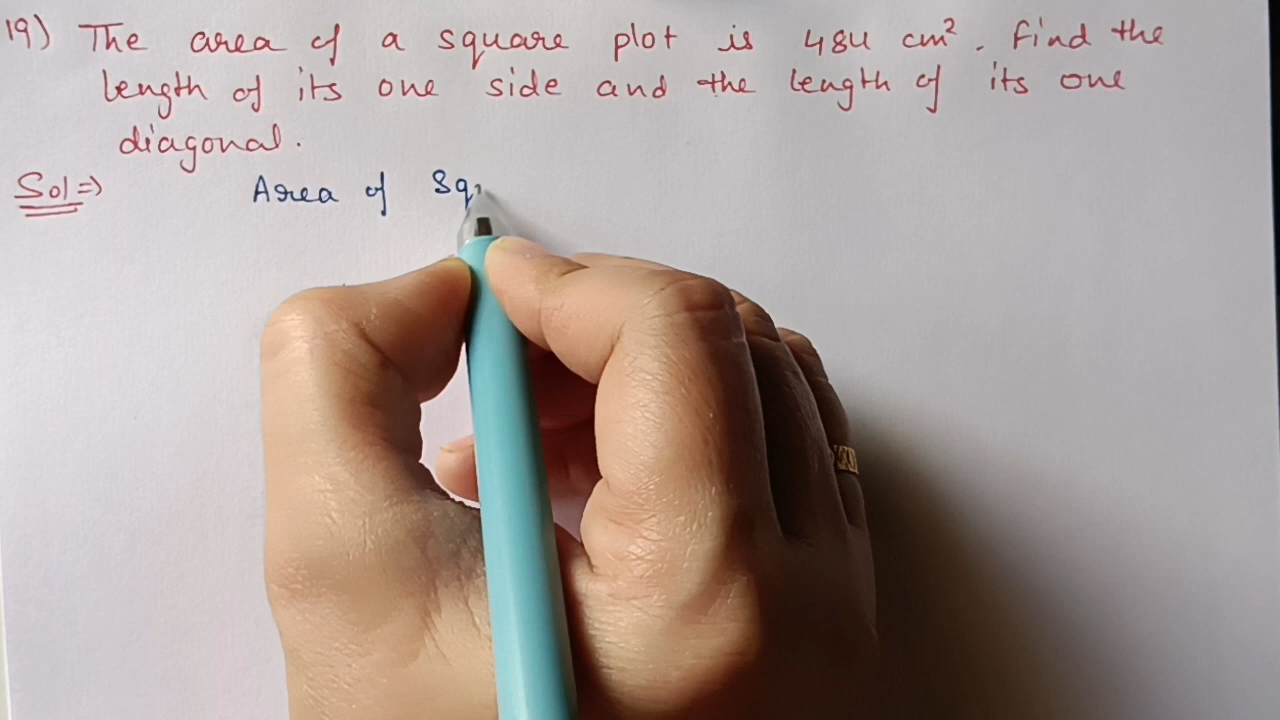 19) The area of a square plot is 484 cm². Find the
length of its one side and the length of its one
diagonal.
Sol ⇒ Area of Sq